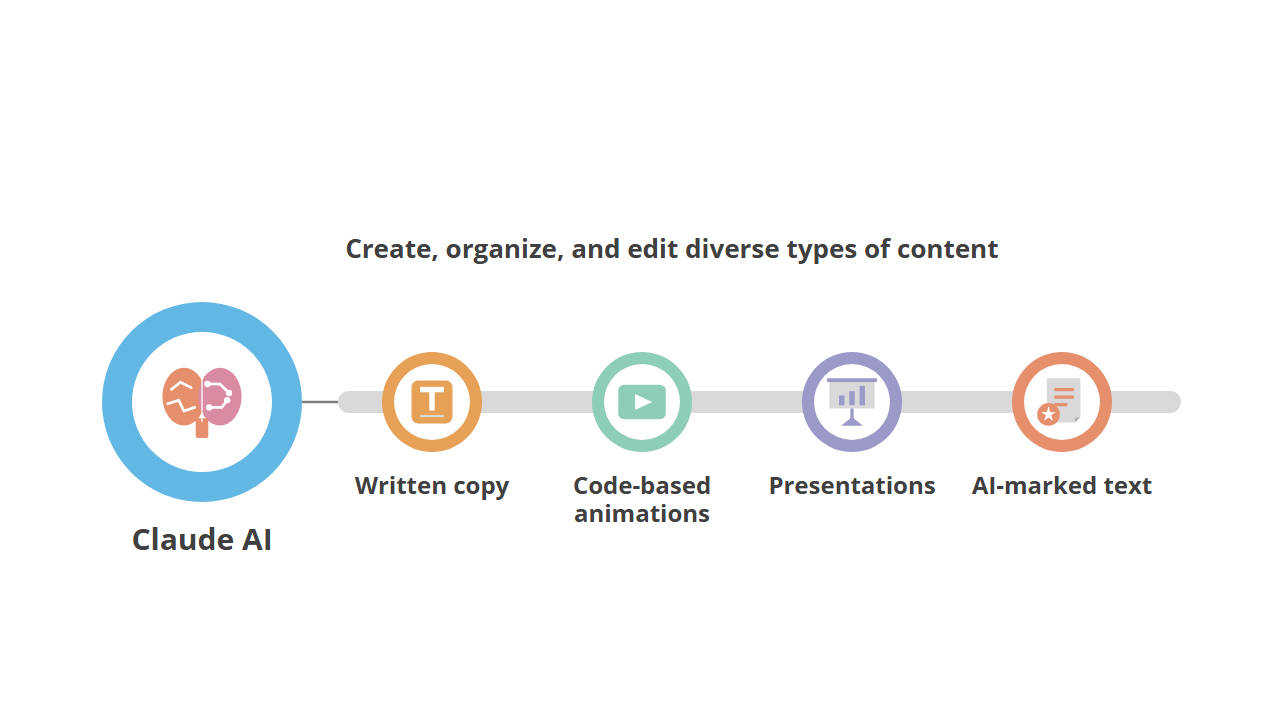 Create, organize, and edit diverse types of content
Written copy
Code-based
animations
Presentations
AI-marked text
Claude AI